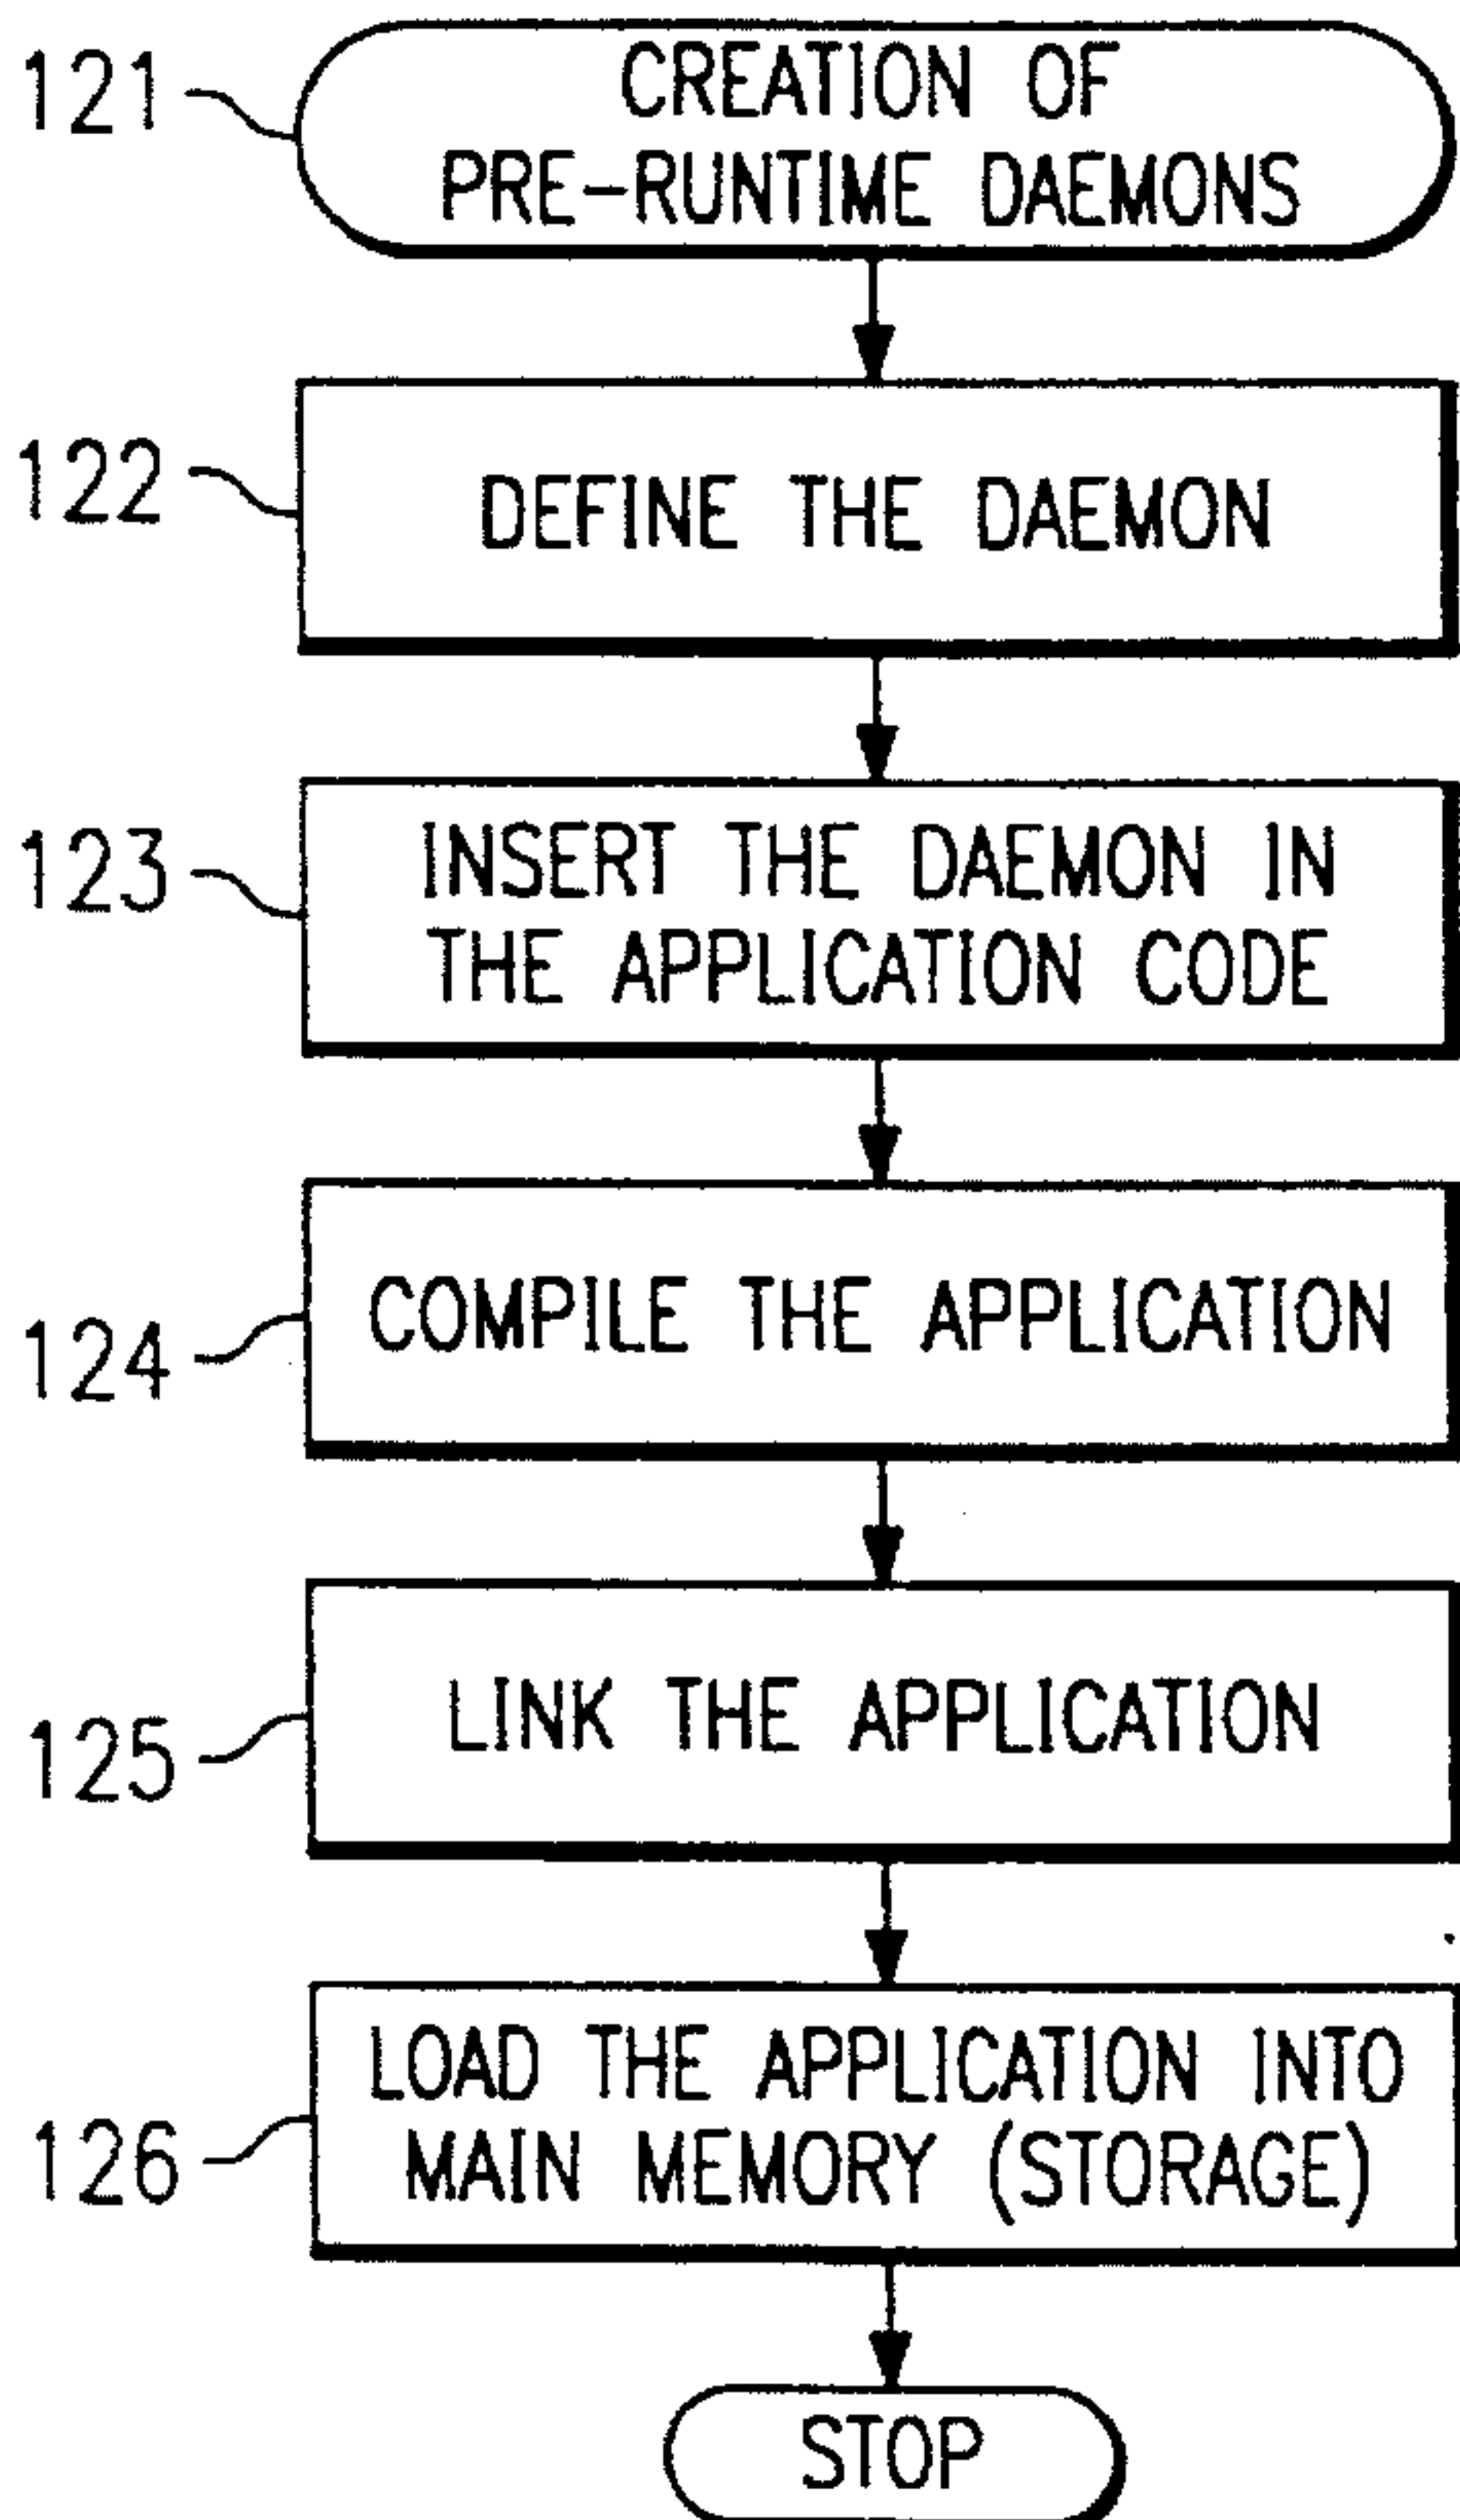 121
CREATION OF
PRE-RUNTIME DAEMONS
122
DEFINE THE DAEMON
123
INSERT THE DAEMON IN
THE APPLICATION CODE
124
COMPILE THE APPLICATION
125
LINK THE APPLICATION
126
LOAD THE APPLICATION INTO
MAIN MEMORY (STORAGE)
STOP